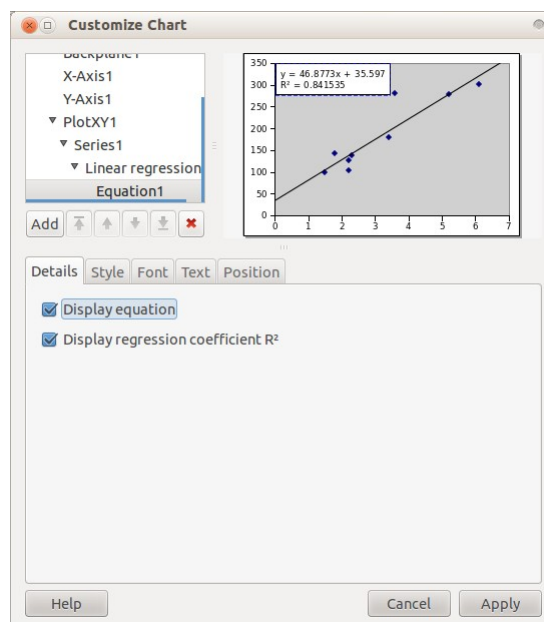 Customize Chart
Backplane1
X-Axis1
Y-Axis1
PlotXY1
Series1
Linear regression
Equation1
Add
y = 46.8773x + 35.597
R² = 0.841535
350
300
250
200
150
100
50
0
0 1 2 3 4 5 6 7
Details Style Font Text Position
Display equation
Display regression coefficient R²
Help Cancel Apply